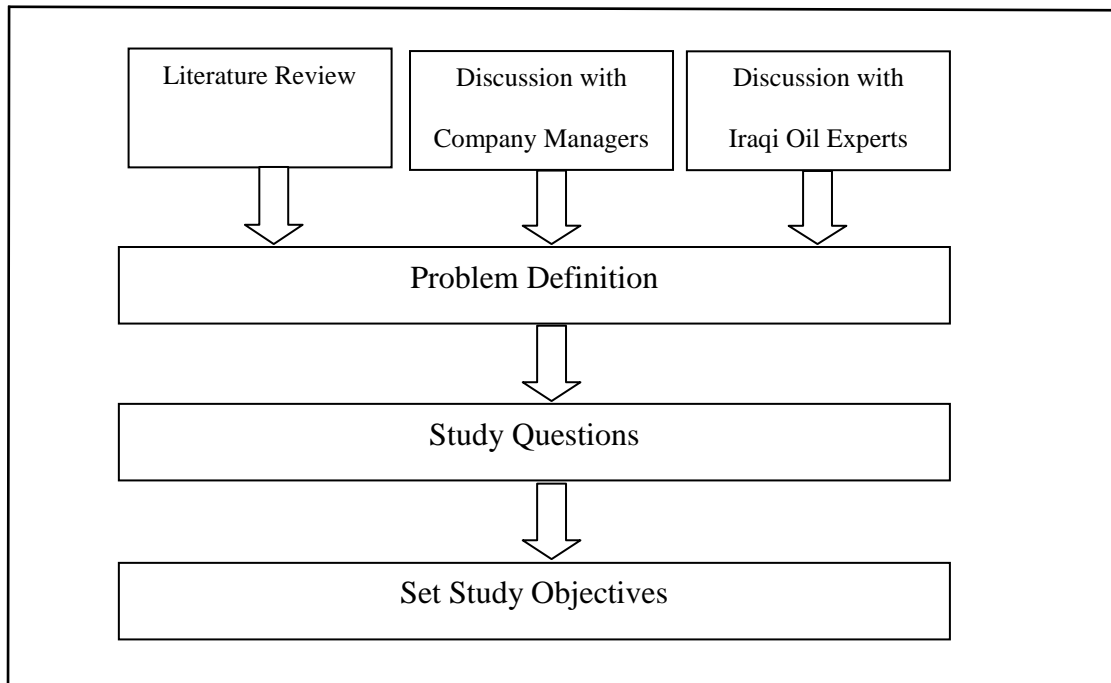 Literature Review
Discussion with
Company Managers
Discussion with
Iraqi Oil Experts
Problem Definition
Study Questions
Set Study Objectives